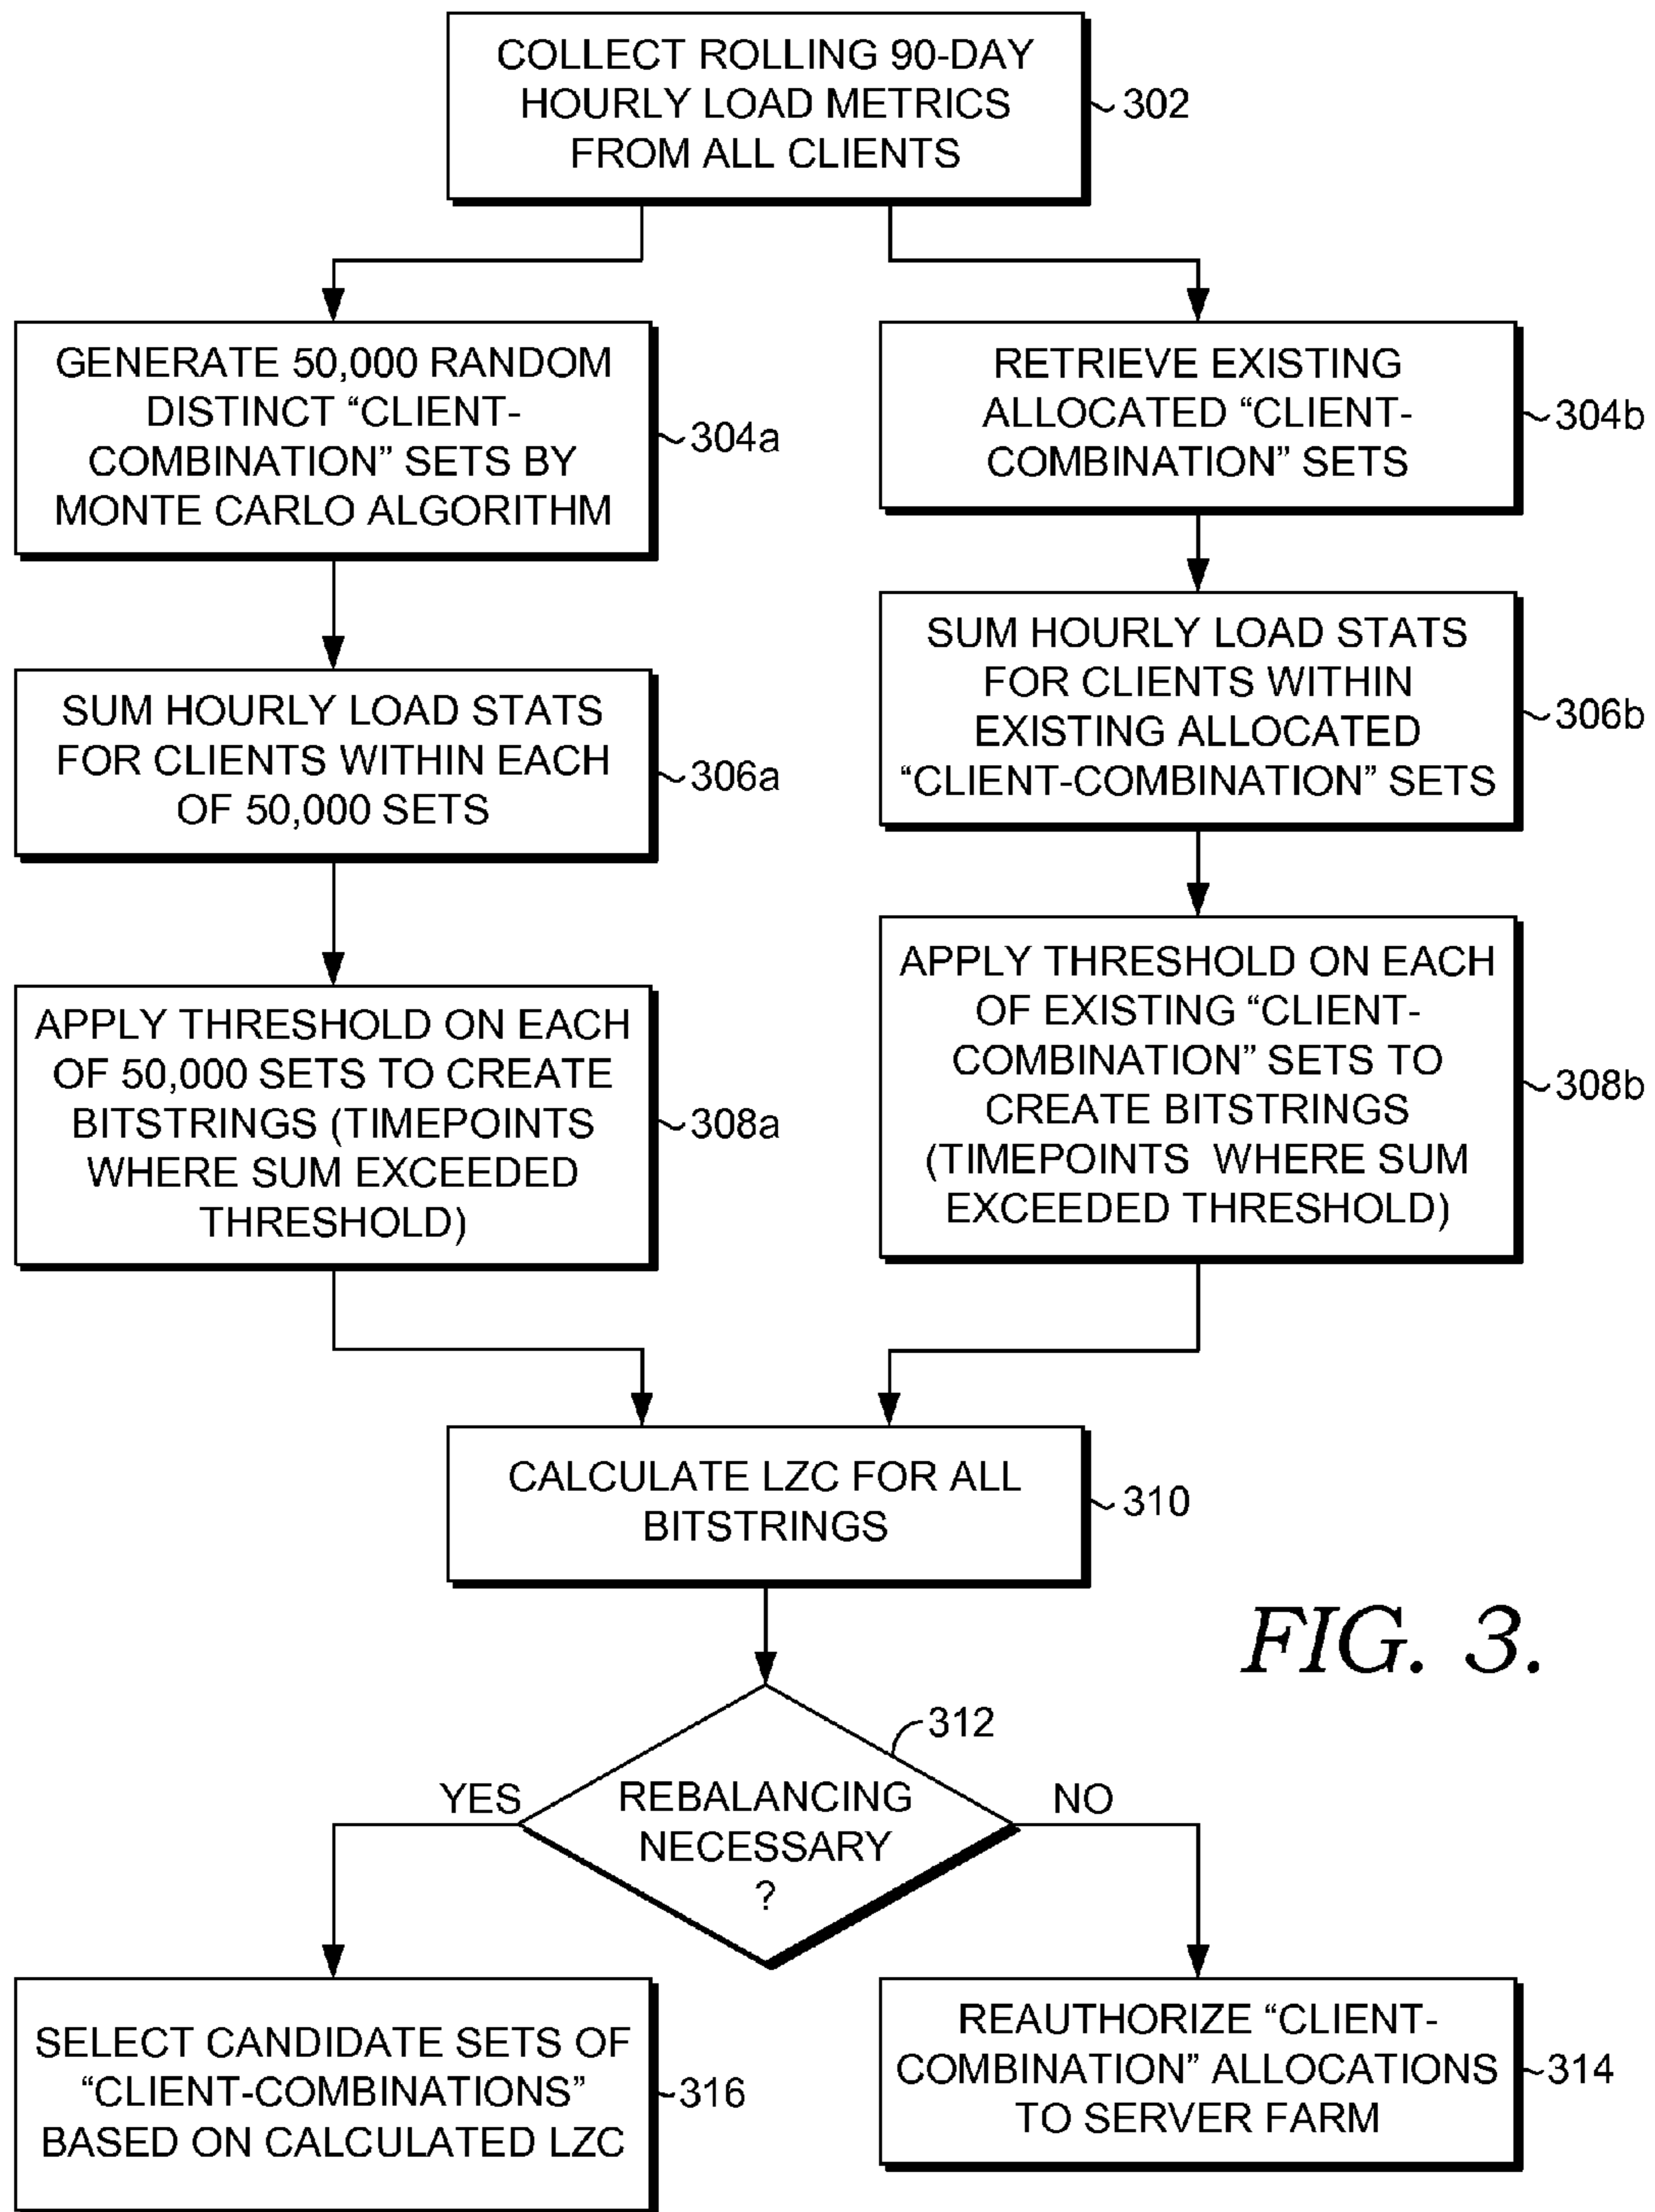 COLLECT ROLLING 90-DAY
HOURLY LOAD METRICS
FROM ALL CLIENTS
302
GENERATE 50,000 RANDOM
DISTINCT “CLIENT-
COMBINATION” SETS BY
MONTE CARLO ALGORITHM
304a
RETRIEVE EXISTING
ALLOCATED “CLIENT-
COMBINATION” SETS
304b
SUM HOURLY LOAD STATS
FOR CLIENTS WITHIN EACH
OF 50,000 SETS
306a
SUM HOURLY LOAD STATS
FOR CLIENTS WITHIN
EXISTING ALLOCATED
“CLIENT-COMBINATION” SETS
306b
APPLY THRESHOLD ON EACH
OF 50,000 SETS TO CREATE
BITSTRINGS (TIMEPOINTS
WHERE SUM EXCEEDED
THRESHOLD)
308a
APPLY THRESHOLD ON EACH
OF EXISTING “CLIENT-
COMBINATION” SETS TO
CREATE BITSTRINGS
(TIMEPOINTS WHERE SUM
EXCEEDED THRESHOLD)
308b
CALCULATE LZC FOR ALL
BITSTRINGS
310
FIG. 3.
312
YES
REBALANCING
NECESSARY
?
NO
SELECT CANDIDATE SETS OF
“CLIENT-COMBINATIONS”
BASED ON CALCULATED LZC
316
REAUTHORIZE “CLIENT-
COMBINATION” ALLOCATIONS
TO SERVER FARM
314